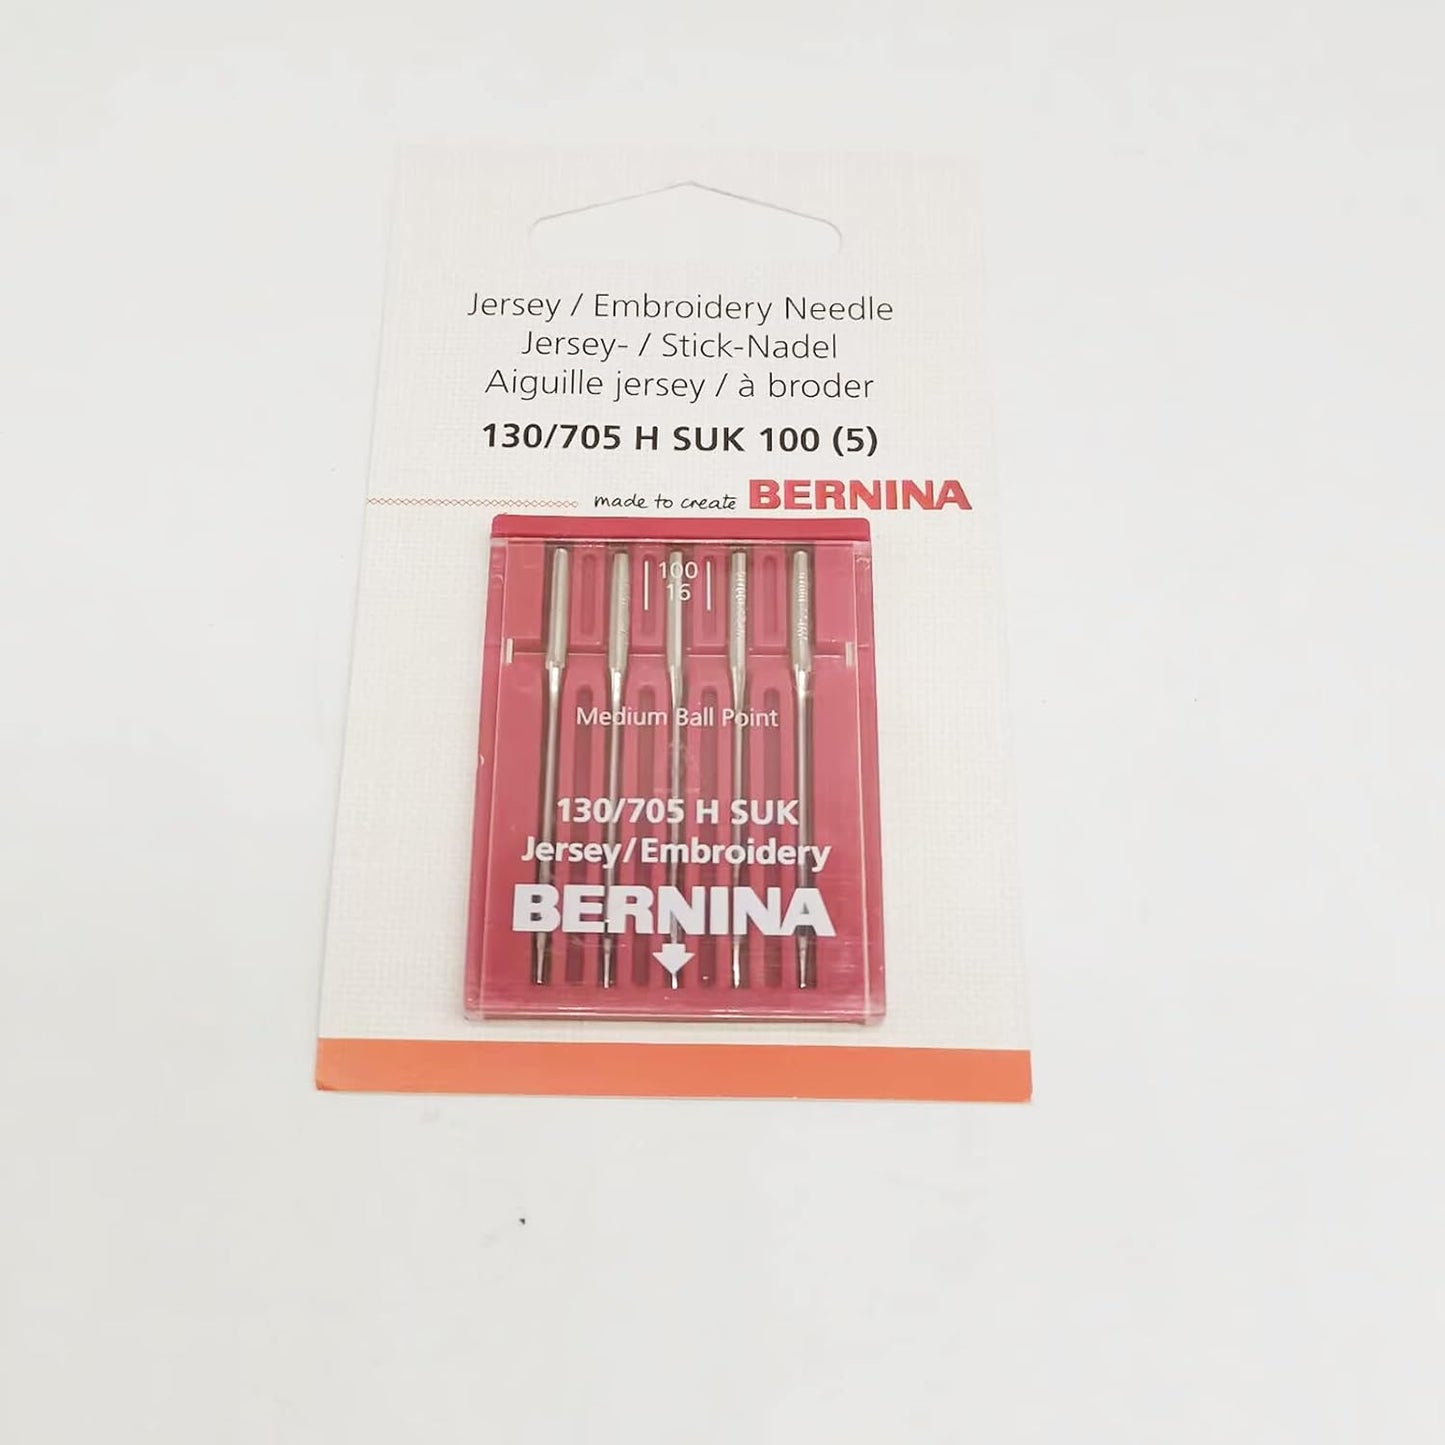 Jersey / Embroidery Needle
Jersey- / Stick-Nadel
Aiguille jersey / à broder
130/705 H SUK 100 (5)
made to create BERNINA
100
16
Medium Ball Point
130/705 H SUK
Jersey/Embroidery
BERNINA